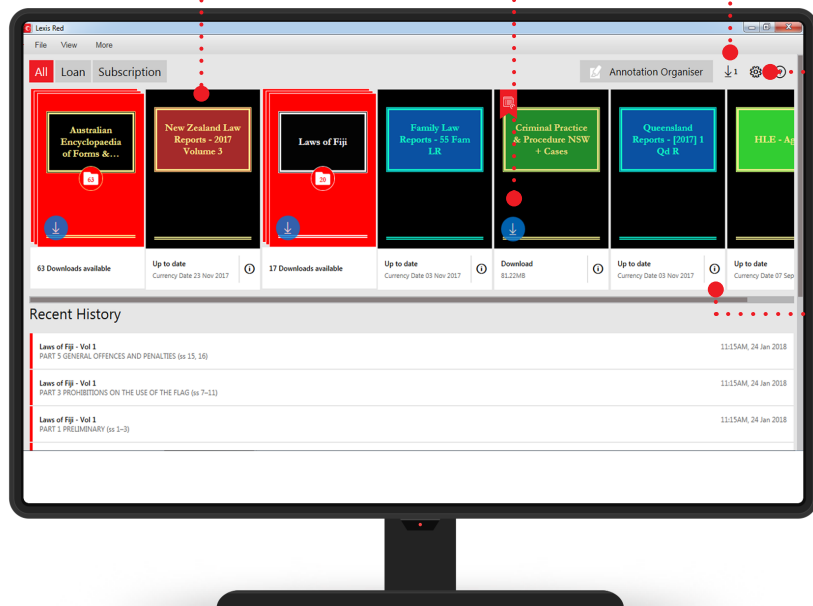 Lexis Red
File View More
All Loan Subscription
Annotation Organiser
1
Australian
Encyclopaedia
of Forms &...
63
63 Downloads available
New Zealand Law
Reports - 2017
Volume 3
Up to date
Currency Date 23 Nov 2017
Laws of Fiji
20
17 Downloads available
Family Law
Reports - 55 Fam
LR
Up to date
Currency Date 03 Nov 2017
Criminal Practice
& Procedure NSW
+ Cases
Download
81.22MB
Queensland
Reports - [2017] 1
Qd R
Up to date
Currency Date 03 Nov 2017
HLE - Ag
Up to date
Currency Date 07 Sep
Recent History
Laws of Fiji - Vol 1
11:15AM, 24 Jan 2018
PART 5 GENERAL OFFENCES AND PENALTIES (ss 15, 16)
Laws of Fiji - Vol 1
11:15AM, 24 Jan 2018
PART 3 PROHIBITIONS ON THE USE OF THE FLAG (ss 7–11)
Laws of Fiji - Vol 1
11:15AM, 24 Jan 2018
PART 1 PRELIMINARY (ss 1–3)